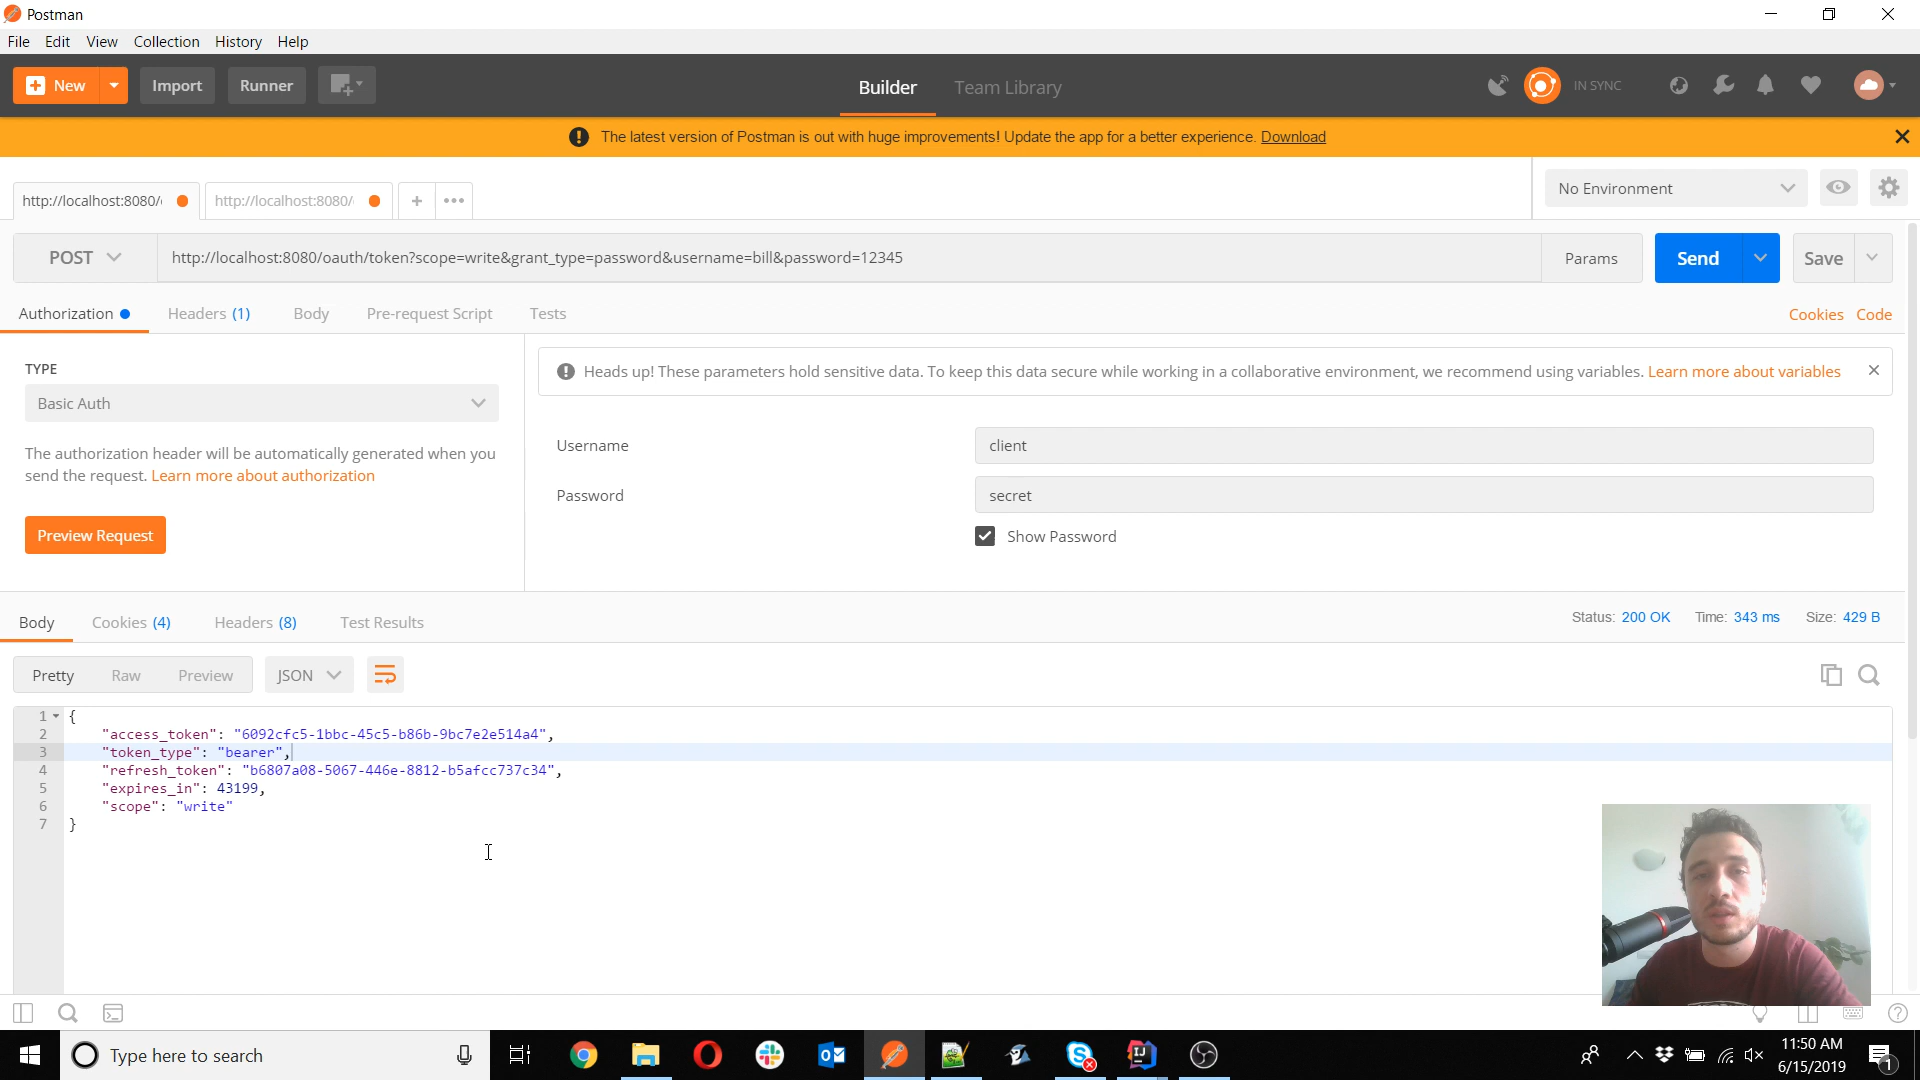 Postman
File Edit View Collection History Help
New Import Runner Builder Team Library IN SYNC
The latest version of Postman is out with huge improvements! Update the app for a better experience. Download
http://localhost:8080/ http://localhost:8080/ No Environment
POST http://localhost:8080/oauth/token?scope=write&grant_type=password&username=bill&password=12345 Params Send Save
Authorization Headers (1) Body Pre-request Script Tests Cookies Code
TYPE
Basic Auth
The authorization header will be automatically generated when you
send the request. Learn more about authorization
Preview Request
Heads up! These parameters hold sensitive data. To keep this data secure while working in a collaborative environment, we recommend using variables. Learn more about variables
Username client
Password secret
Show Password
Body Cookies (4) Headers (8) Test Results Status: 200 OK Time: 343 ms Size: 429 B
Pretty Raw Preview JSON
1 {
2 "access_token": "6092cfc5-1bbc-45c5-b86b-9bc7e2e514a4",
3 "token_type": "bearer",
4 "refresh_token": "b6807a08-5067-446e-8812-b5afcc737c34",
5 "expires_in": 43199,
6 "scope": "write"
7 }
Type here to search
11:50 AM
6/15/2019
1